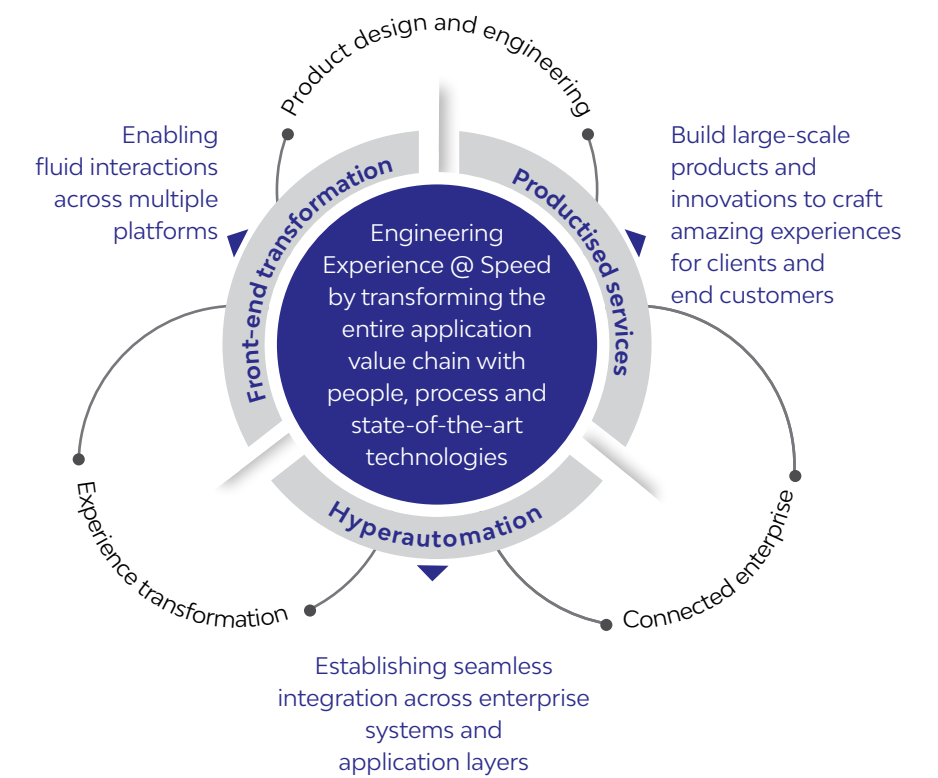 Product design and engineering
Enabling
fluid interactions
across multiple
platforms
Front-end transformation
Productised services
Build large-scale
products and
innovations to craft
amazing experiences
for clients and
end customers
Engineering
Experience @ Speed
by transforming the
entire application
value chain with
people, process and
state-of-the-art
technologies
Hyperautomation
Experience transformation
Connected enterprise
Establishing seamless
integration across enterprise
systems and
application layers